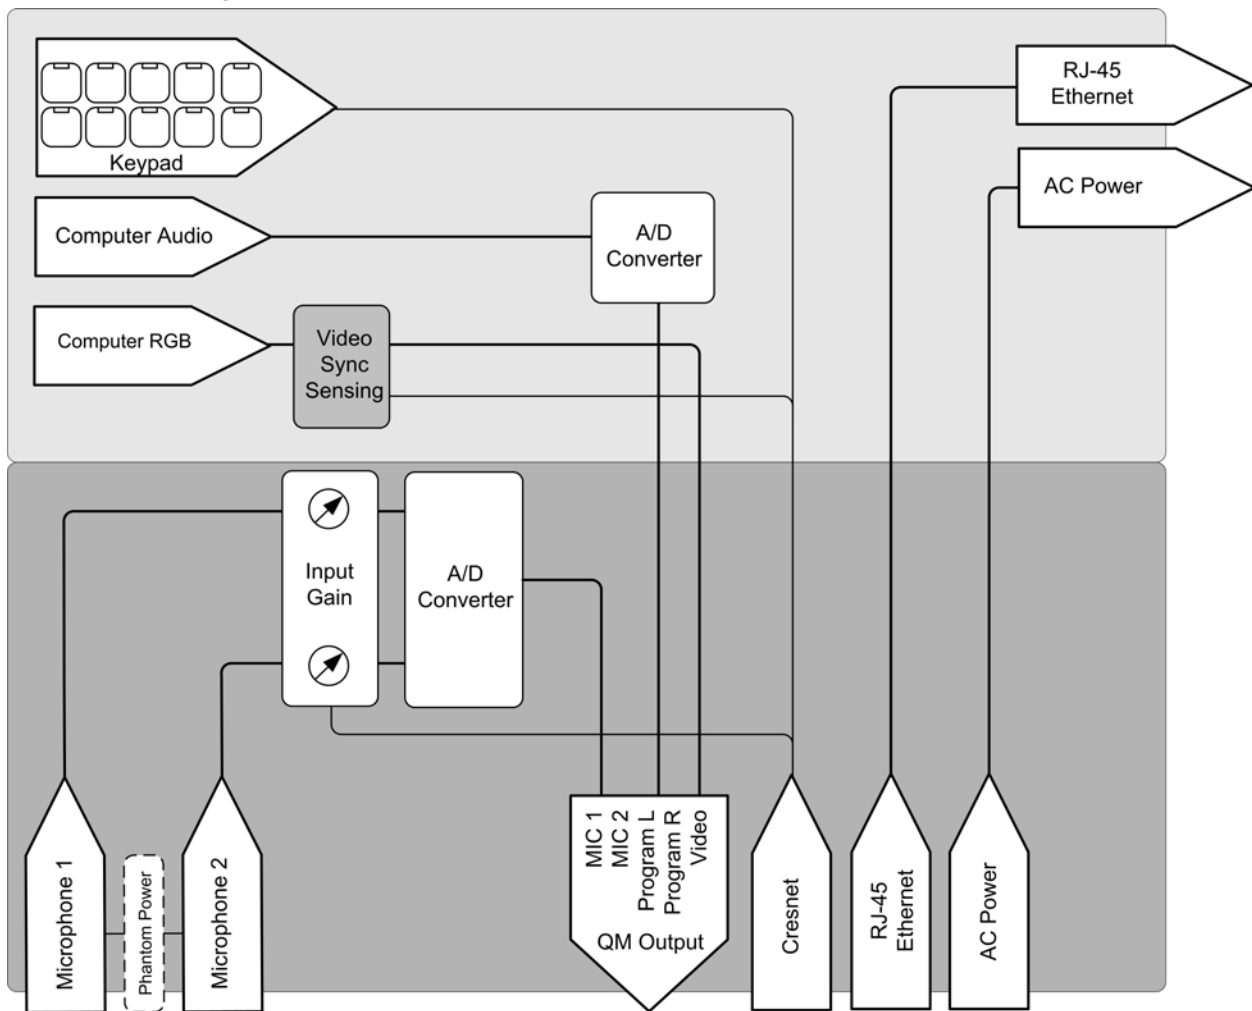 Keypad
RJ-45
Ethernet
AC Power
Computer Audio
A/D
Converter
Computer RGB
Video
Sync
Sensing
Input
Gain
A/D
Converter
Microphone 1
Phantom Power
Microphone 2
MIC 1
MIC 2
Program L
Program R
Video
QM Output
Cresnet
RJ-45
Ethernet
AC Power